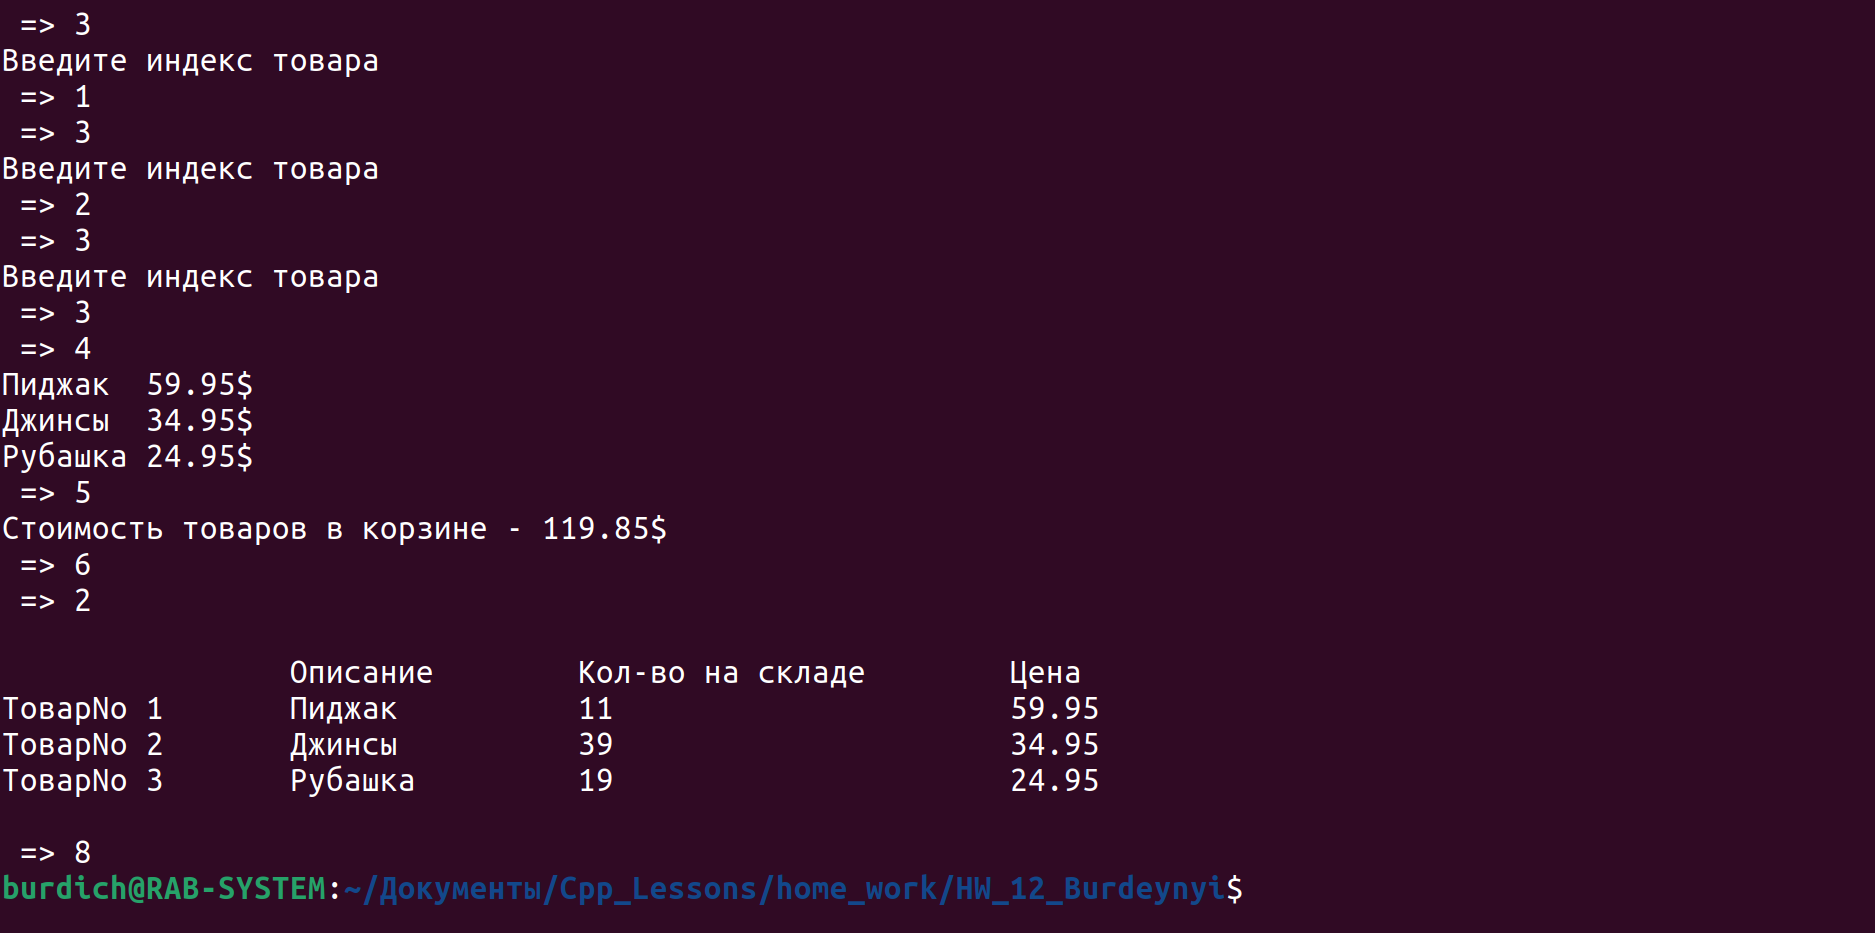 => 3
Введите индекс товара
=> 1
=> 3
Введите индекс товара
=> 2
=> 3
Введите индекс товара
=> 3
=> 4
Пиджак 59.95$
Джинсы 34.95$
Рубашка 24.95$
=> 5
Стоимость товаров в корзине - 119.85$
=> 6
=> 2
Описание Кол-во на складе Цена
ТоварNo 1 Пиджак 11 59.95
ТоварNo 2 Джинсы 39 34.95
ТоварNo 3 Рубашка 19 24.95
=> 8
burdich@RAB-SYSTEM:~/Документы/Cpp_Lessons/home_work/HW_12_Burdeynyi$